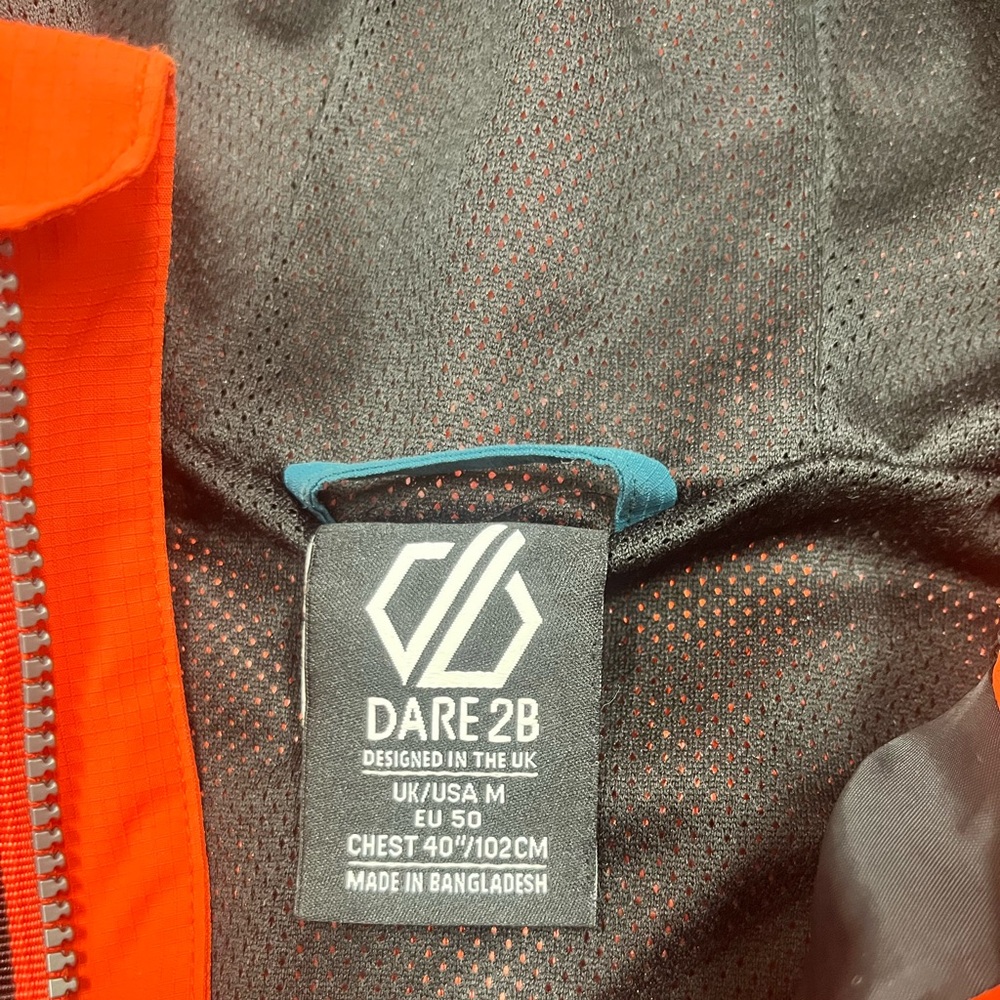 DARE 2B
DESIGNED IN THE UK
UK/USA M
EU 50
CHEST 40"/102CM
MADE IN BANGLADESH